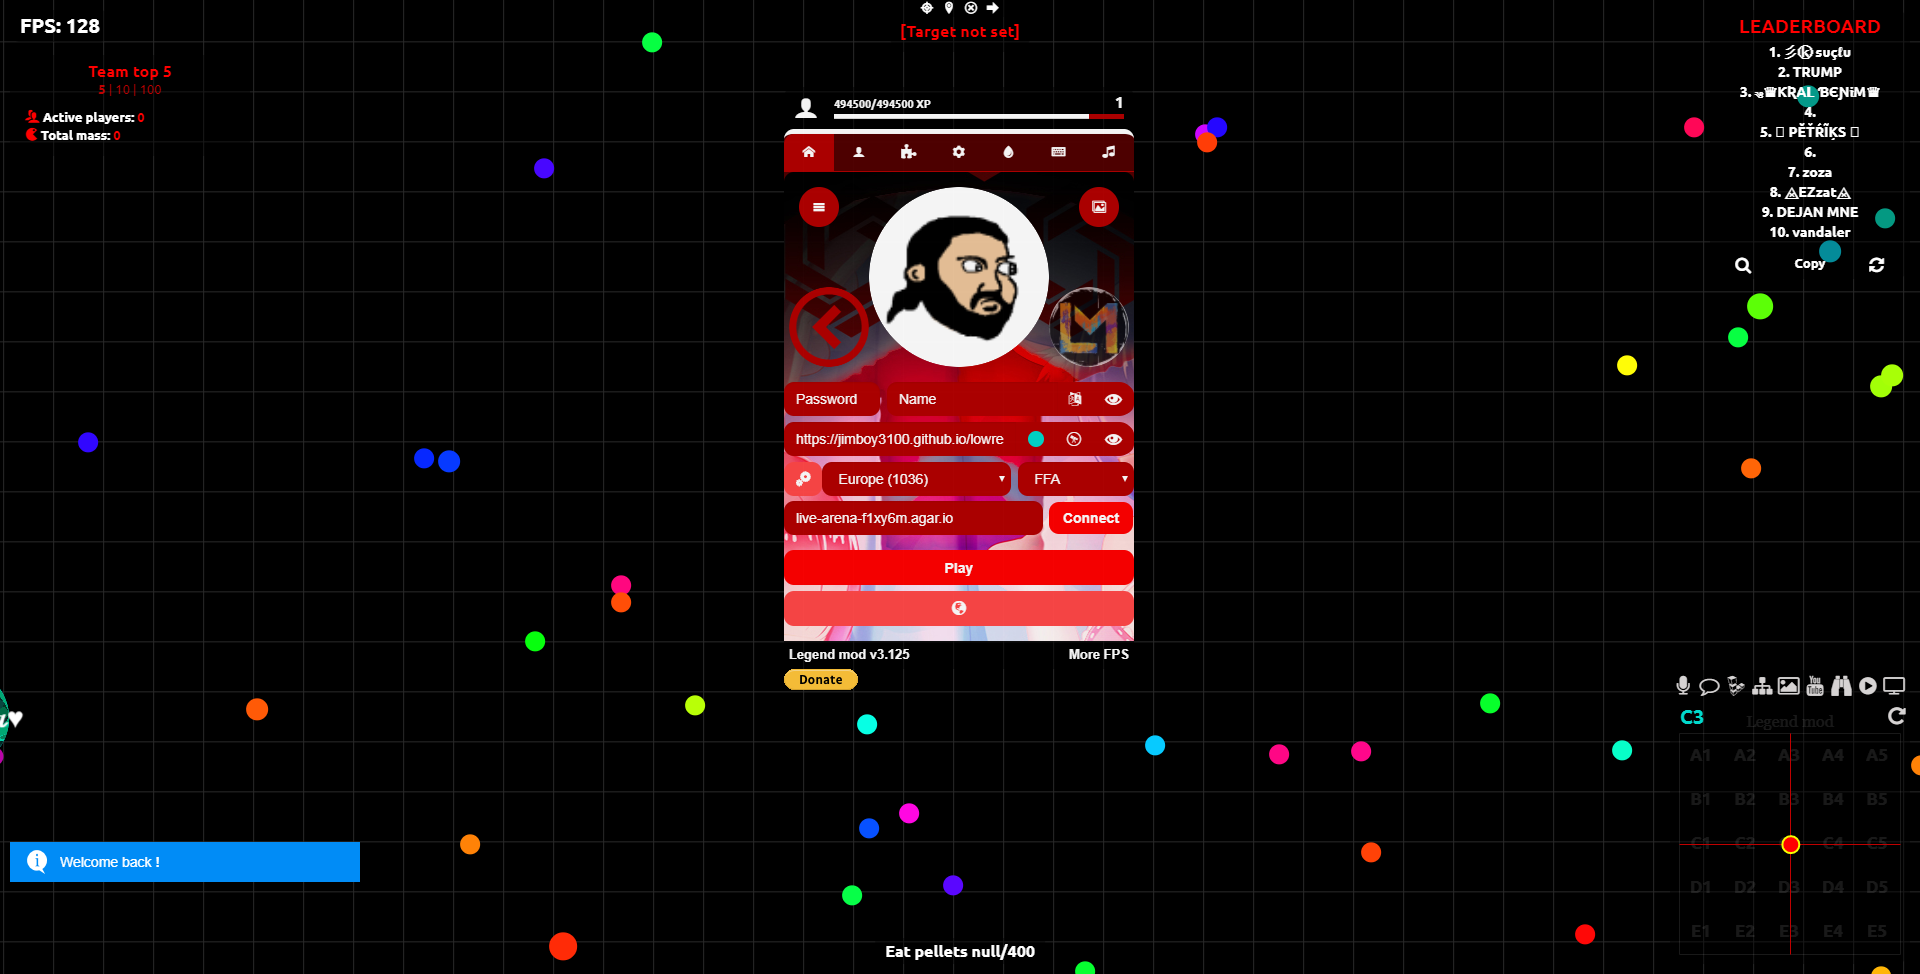 FPS: 128
Team top 5
5 | 10 | 100
Active players: 0
Total mass: 0
[Target not set]
494500/494500 XP
1
Password
Name
https://jimboy3100.github.io/lowre
Europe (1036)
FFA
live-arena-f1xy6m.agar.io
Connect
Play
Legend mod v3.125
More FPS
Donate
LEADERBOARD
1. suçłu
2. TRUMP
3.
4.
5. PĔŤŔĨĶS
6.
7. zoza
8. EZzat
9. DEJAN MNE
10. vandaler
Copy
You Tube
C3
Legend mod
A1 A2 A3 A4 A5
B1 B2 B3 B4 B5
C1 C2 C4 C5
D1 D2 D3 D4 D5
E1 E2 E3 E4 E5
Welcome back !
Eat pellets null/400